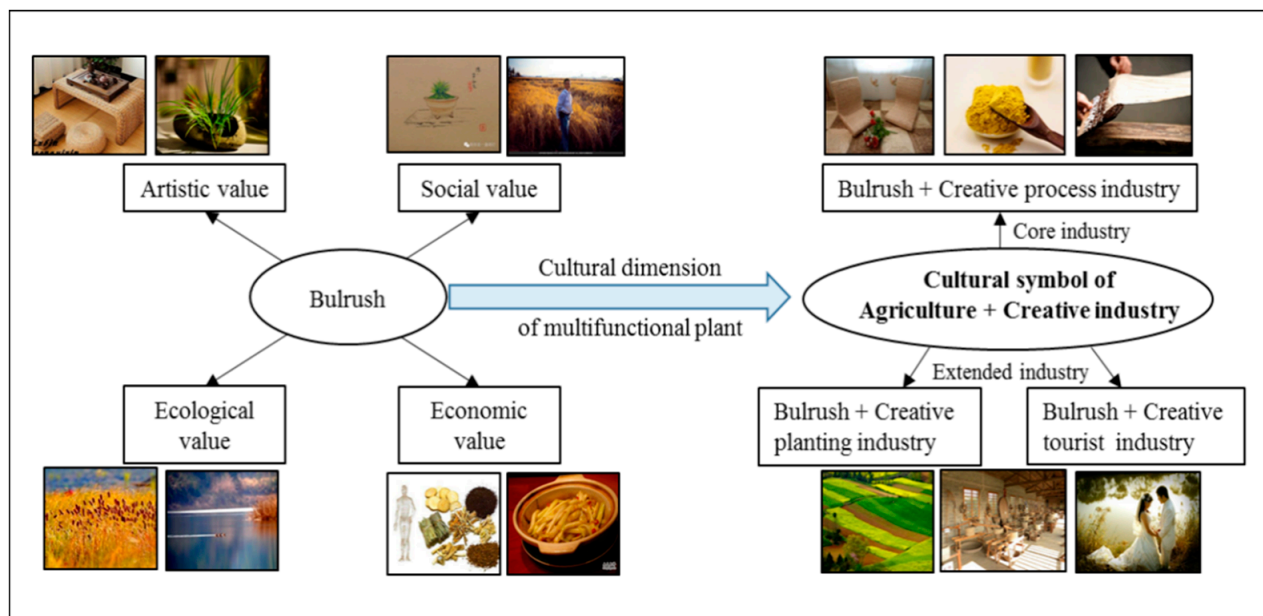 Artistic value
Social value
Bulrush + Creative process industry
Core industry
Bulrush
Cultural dimension
of multifunctional plant
Cultural symbol of
Agriculture + Creative industry
Extended industry
Ecological
value
Economic
value
Bulrush + Creative
planting industry
Bulrush + Creative
tourist industry